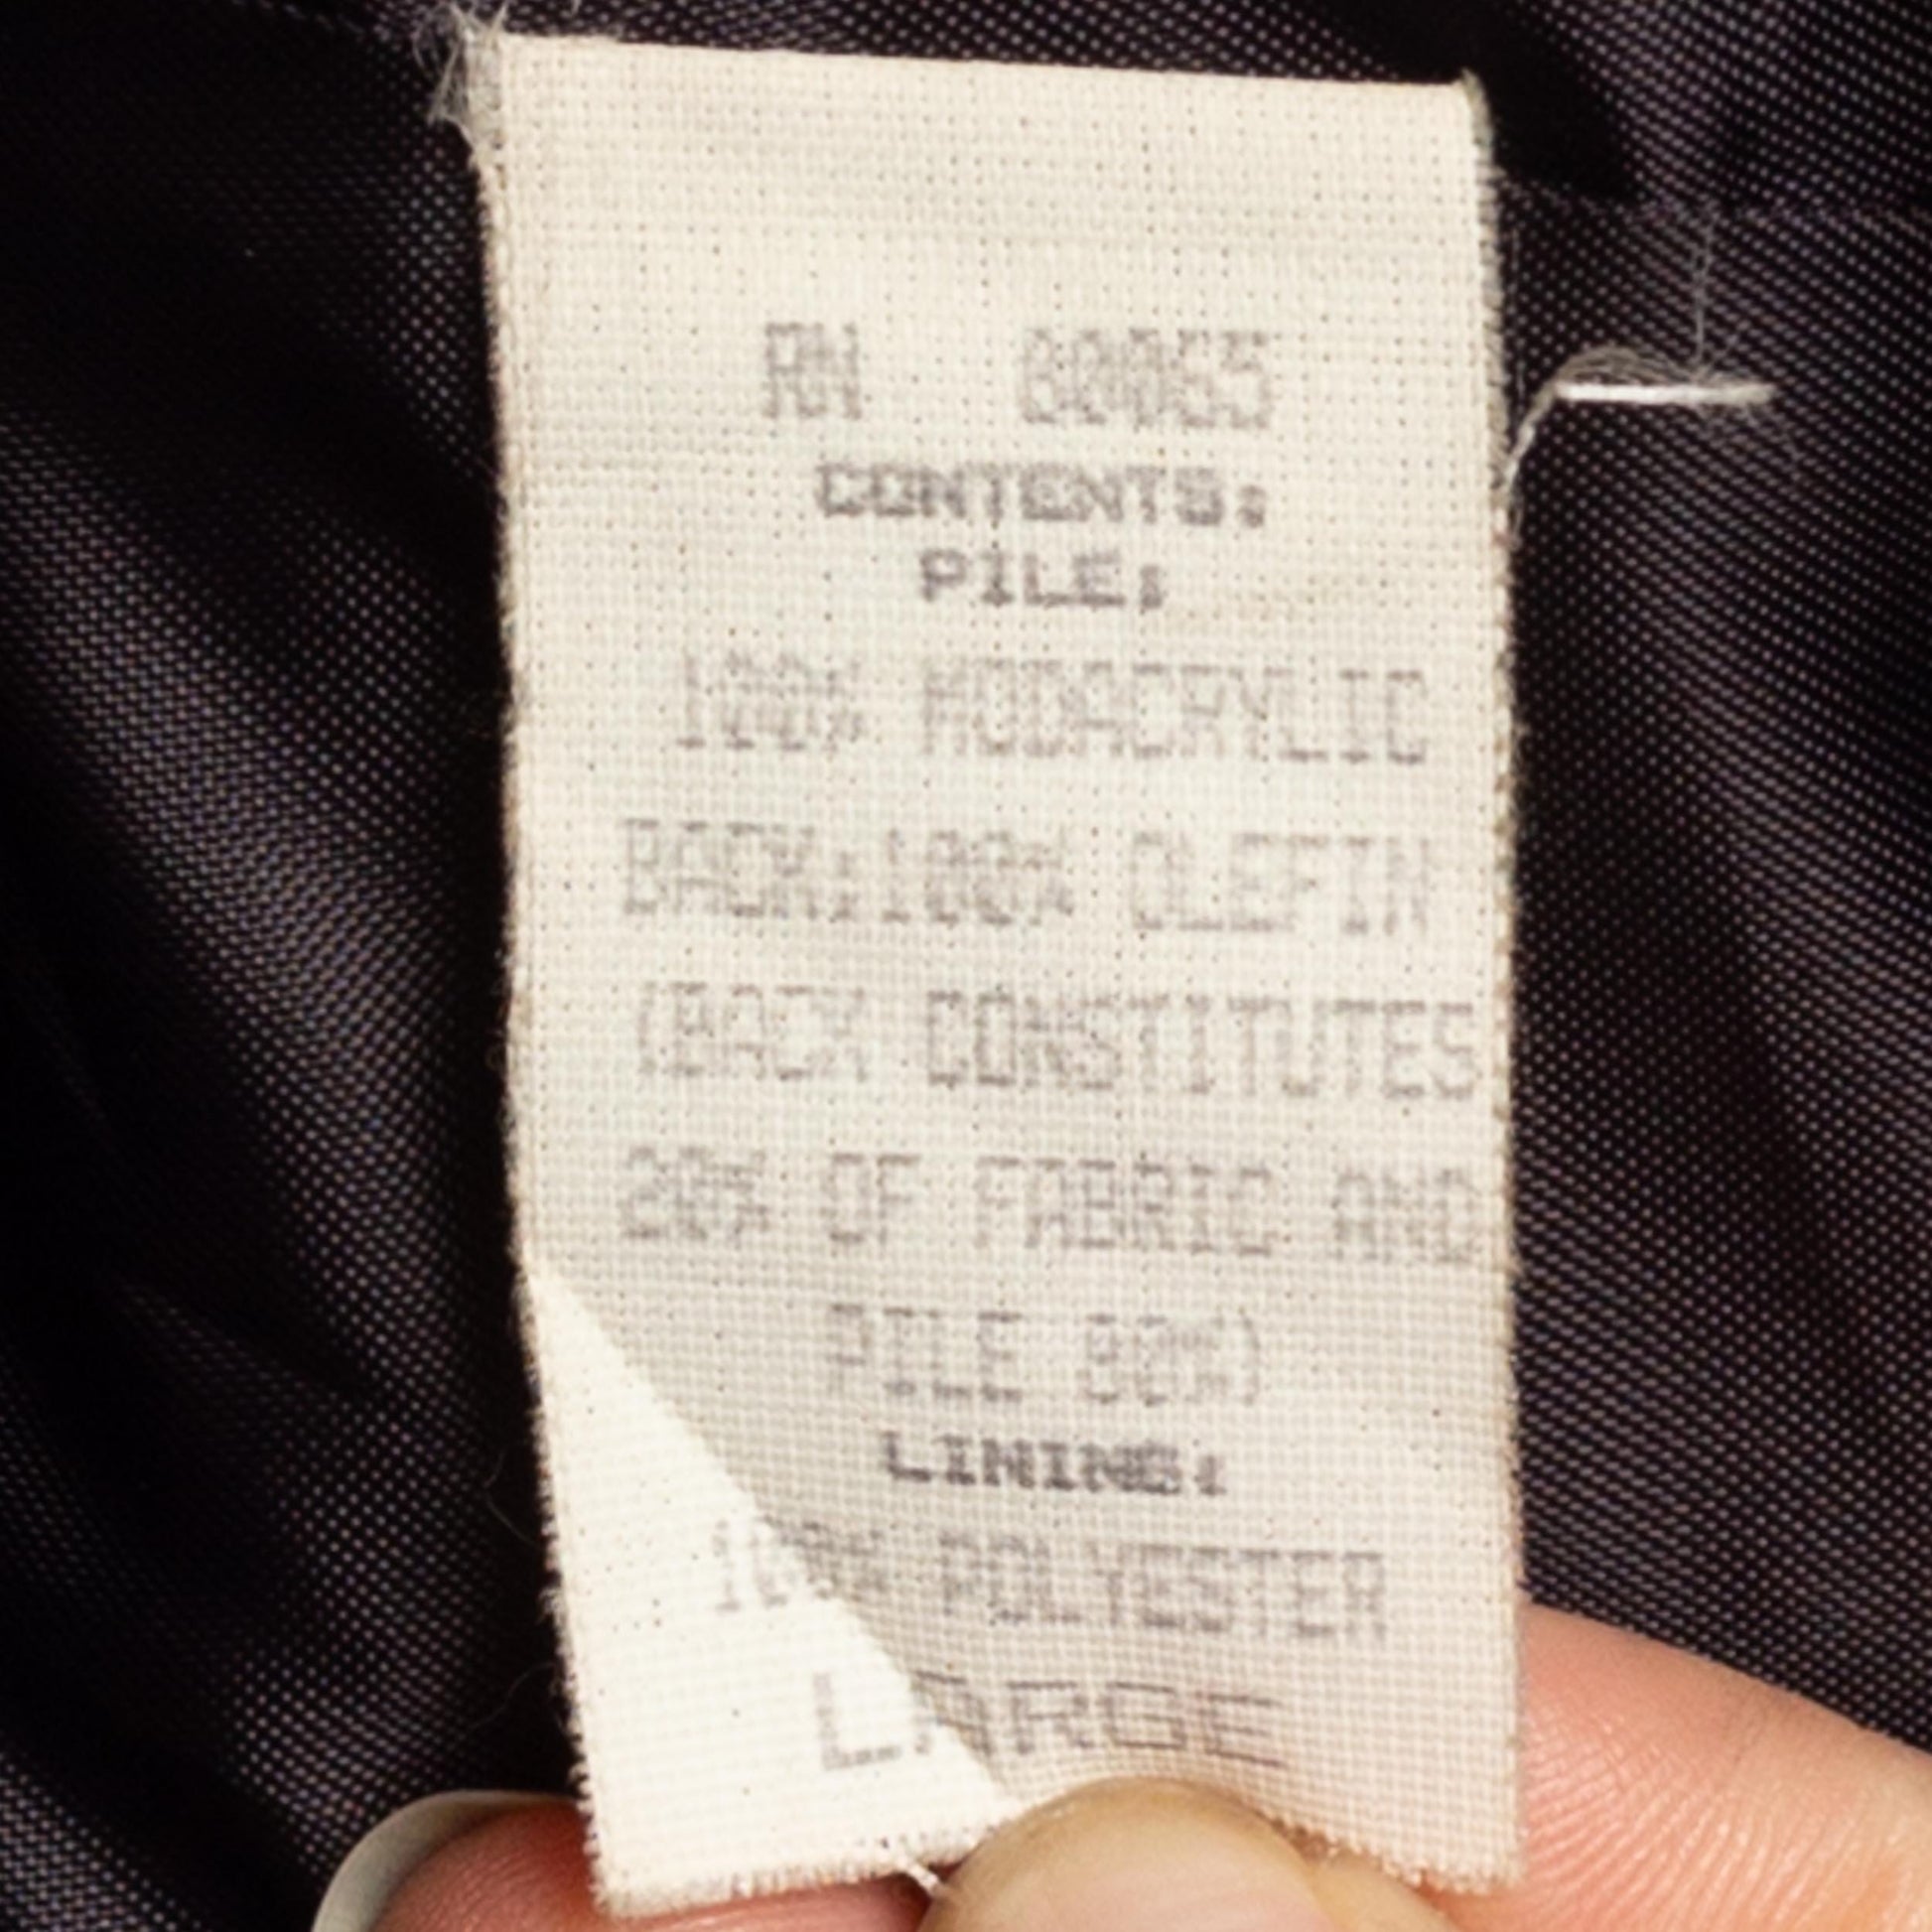 RN
CONTENTS:
PILE:
100% MODACRYLIC
BACK:100% OLEFIN
(BACK CONSTITUTES
20% OF FABRIC AND
PILE 80%)
LINING:
100% POLYESTER
LARGE